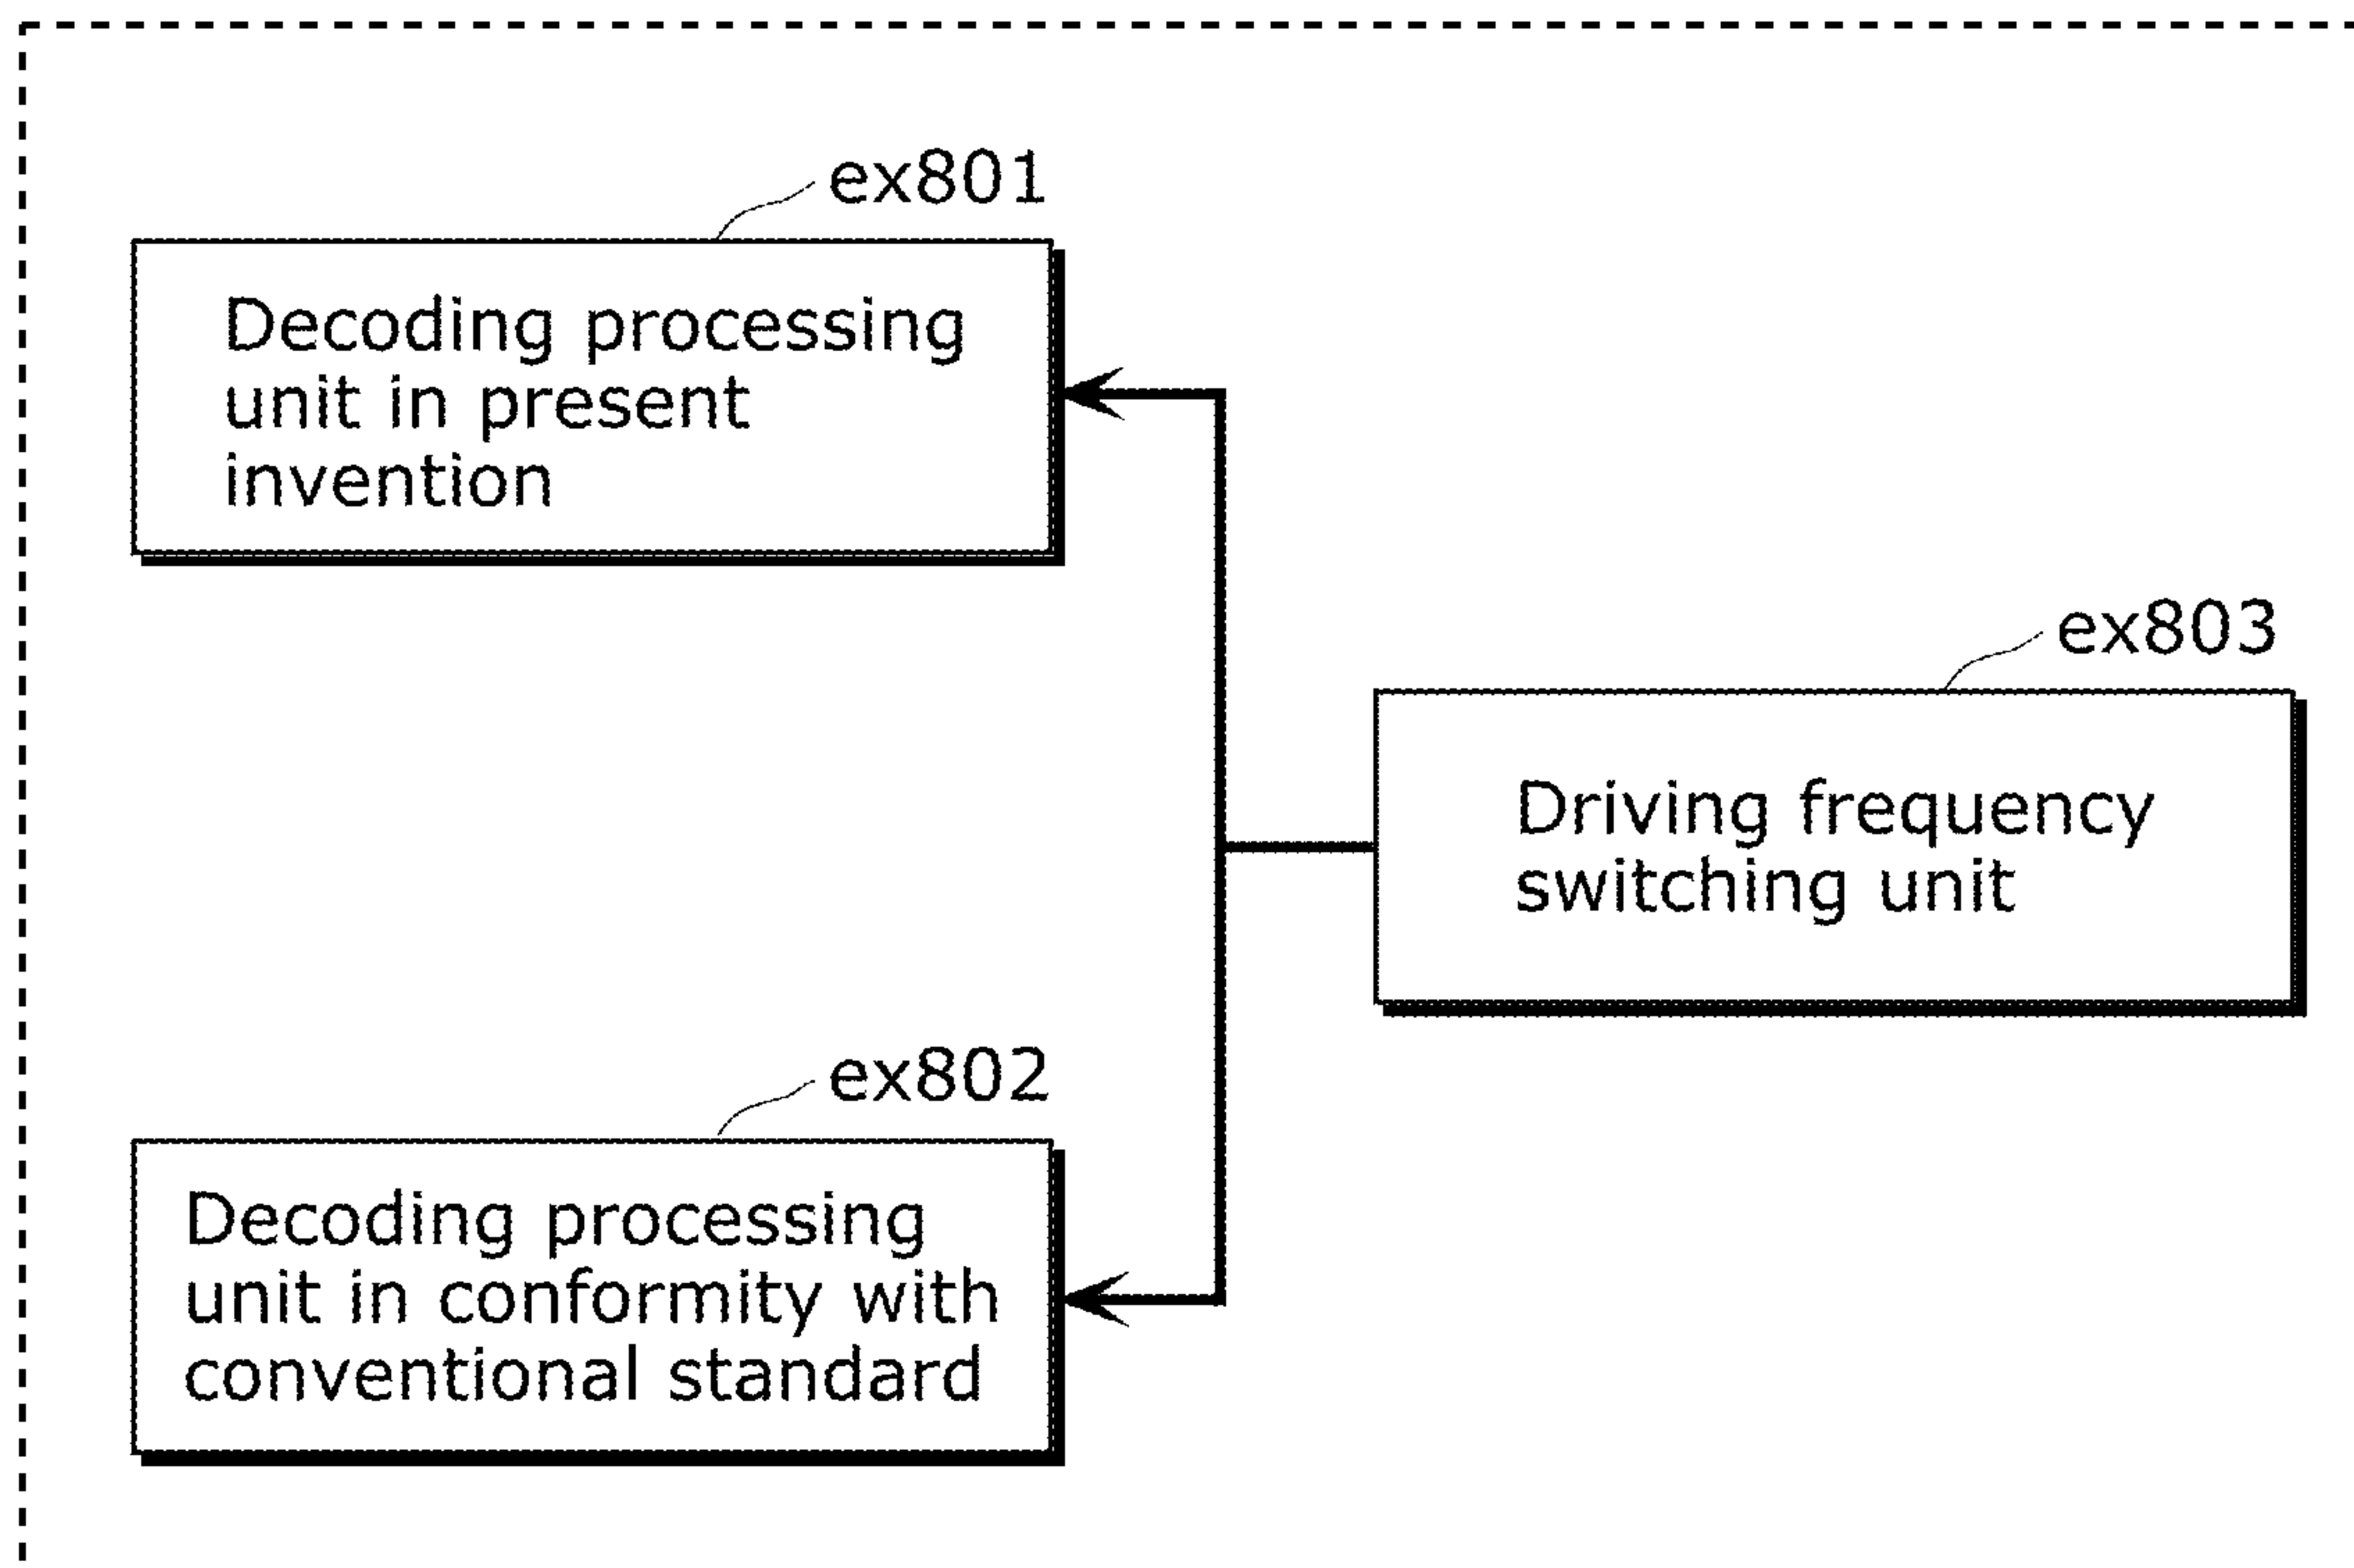 ex801
Decoding processing
unit in present
invention
ex803
Driving frequency
switching unit
ex802
Decoding processing
unit in conformity with
conventional standard